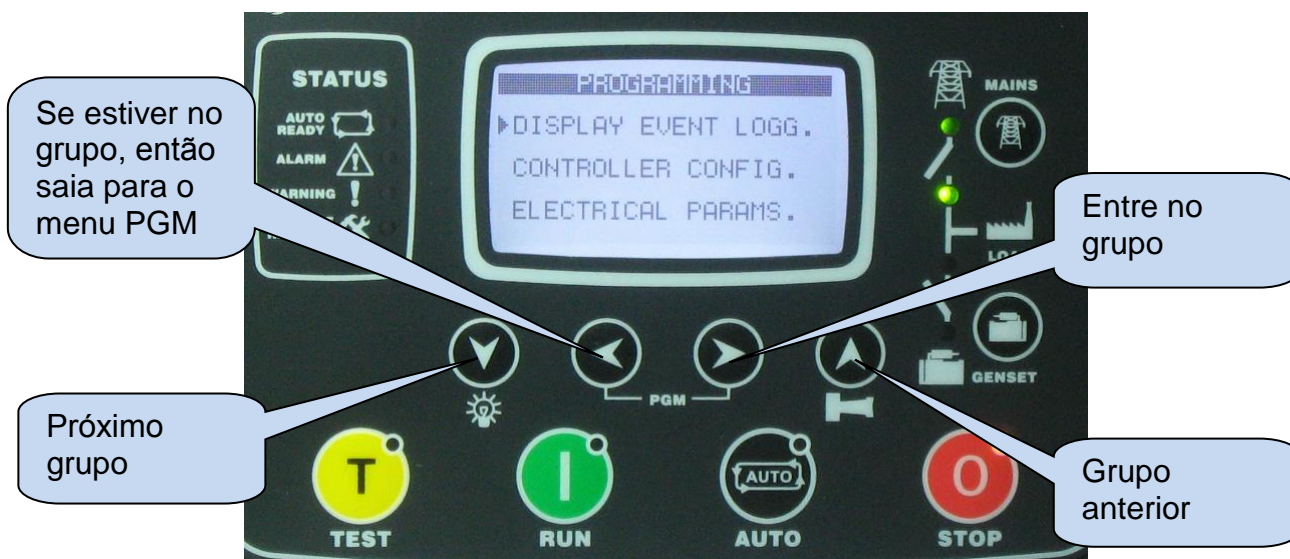 Se estiver no
grupo, então
saia para o
menu PGM
Próximo
grupo
STATUS
AUTO
READY
ALARM
WARNING
PROGRAMMING
DISPLAY EVENT LOGG.
CONTROLLER CONFIG.
ELECTRICAL PARAMS.
MAINS
GENSET
PGM
T
TEST
I
RUN
AUTO
AUTO
O
STOP
Entre no
grupo
Grupo
anterior